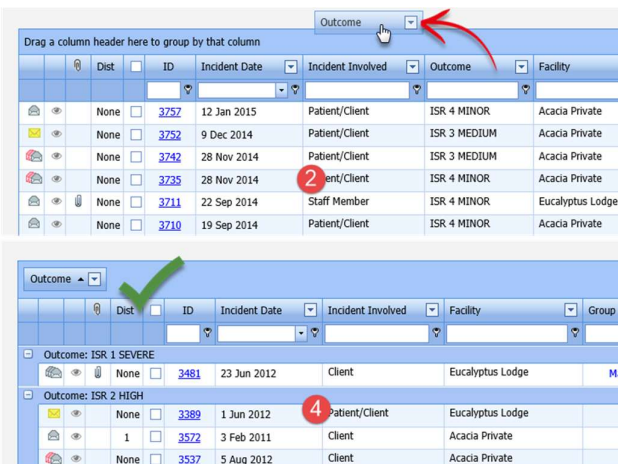 Outcome
Drag a column header here to group by that column
Dist ID Incident Date Incident Involved Outcome Facility
None 3757 12 Jan 2015 Patient/Client ISR 4 MINOR Acacia Private
None 3752 9 Dec 2014 Patient/Client ISR 3 MEDIUM Acacia Private
None 3742 28 Nov 2014 Patient/Client ISR 3 MEDIUM Acacia Private
None 3735 28 Nov 2014 2 ent/Client ISR 4 MINOR Acacia Private
None 3711 22 Sep 2014 Staff Member ISR 4 MINOR Eucalyptus Lodge
None 3710 19 Sep 2014 Patient/Client ISR 4 MINOR Acacia Private
Outcome
Dist ID Incident Date Incident Involved Facility Group
Outcome: ISR 1 SEVERE
None 3481 23 Jun 2012 Client Eucalyptus Lodge
Outcome: ISR 2 HIGH
None 3389 1 Jun 2012 4 Patient/Client Eucalyptus Lodge
1 3572 3 Feb 2011 Client Acacia Private
None 3537 5 Aug 2012 Client Acacia Private